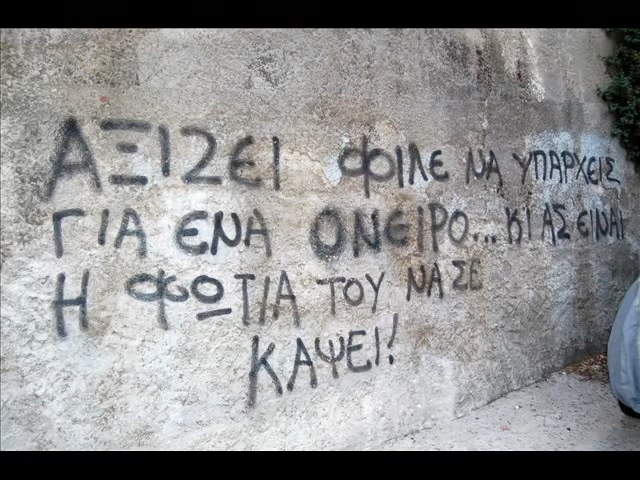 ΑΞΙΖΕΙ ΦΙΛΕ ΝΑ ΥΠΑΡΧΕΙΣ
ΓΙΑ ΕΝΑ ΟΝΕΙΡΟ... ΚΙ ΑΣ ΕΙΝΑΙ
Η ΦΩΤΙΑ ΤΟΥ ΝΑ ΣΕ
ΚΑΨΕΙ!